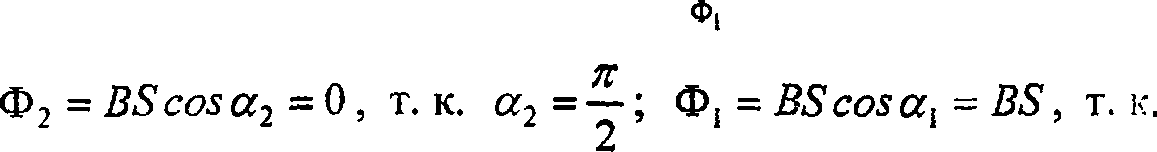 Φ₁
Φ₂ = BS cos α₂ = 0, т. к. α₂ = π/2; Φ₁ = BS cos α₁ = BS, т. к.